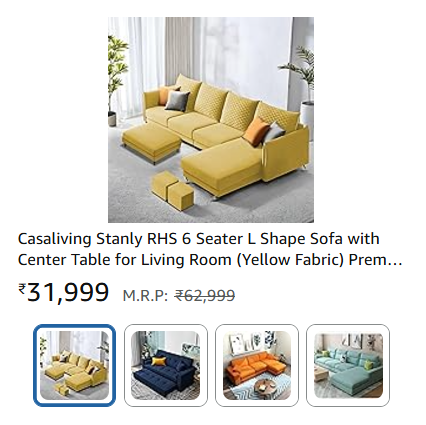 Casaliving Stanly RHS 6 Seater L Shape Sofa with
Center Table for Living Room (Yellow Fabric) Prem...
₹31,999 M.R.P: ₹62,999